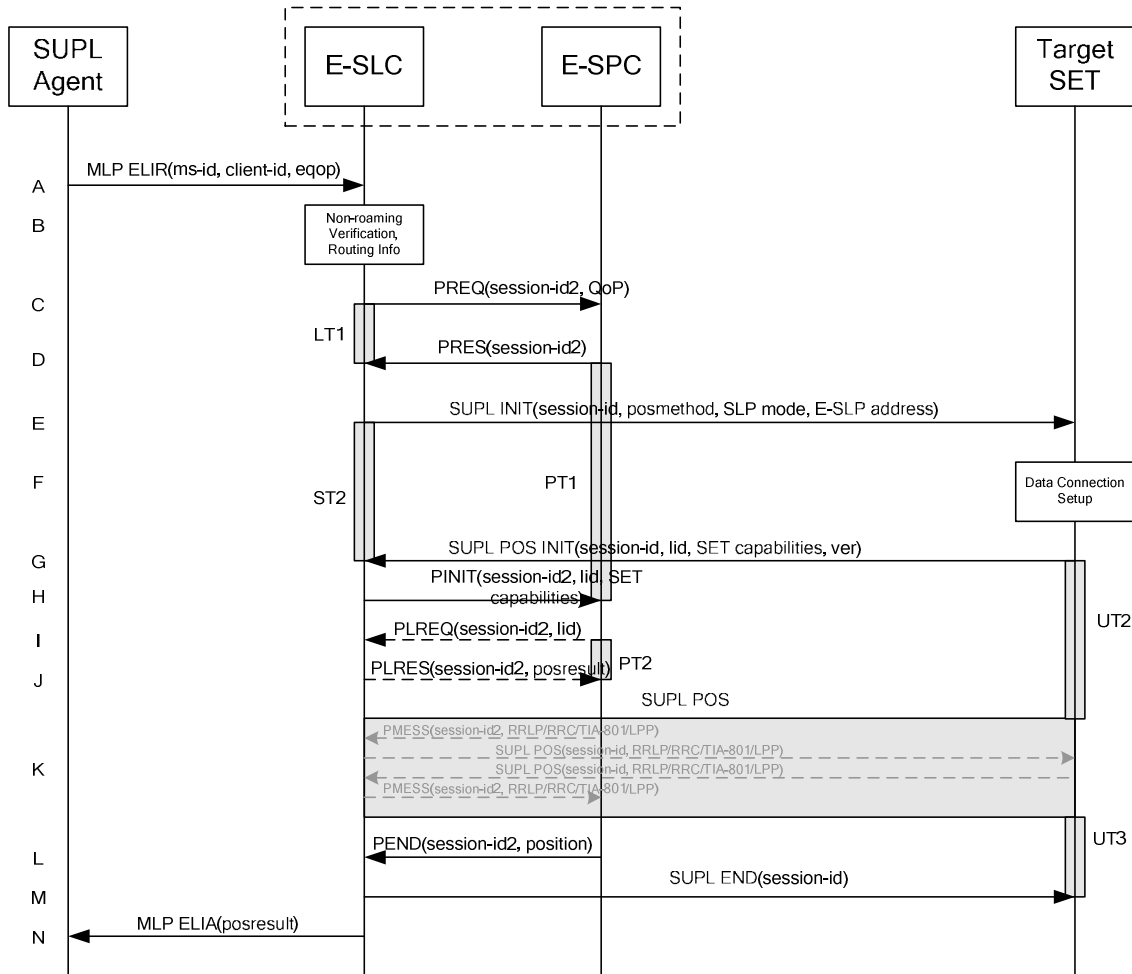 SUPL
Agent
E-SLC
E-SPC
Target
SET
MLP ELIR(ms-id, client-id, eqop)
A
B
Non-roaming
Verification,
Routing Info
PREQ(session-id2, QoP)
C
LT1
PRES(session-id2)
D
SUPL INIT(session-id, posmethod, SLP mode, E-SLP address)
E
F
ST2
PT1
Data Connection
Setup
SUPL POS INIT(session-id, lid, SET capabilities, ver)
G
PINIT(session-id2, lid, SET
capabilities)
H
UT2
PLREQ(session-id2, lid)
I
PT2
PLRES(session-id2, posresult)
J
SUPL POS
PMESS(session-id2, RRLP/RRC/TIA-801/LPP)
SUPL POS(session-id, RRLP/RRC/TIA-801/LPP)
K
SUPL POS(session-id, RRLP/RRC/TIA-801/LPP)
PMESS(session-id2, RRLP/RRC/TIA-801/LPP)
UT3
PEND(session-id2, position)
L
SUPL END(session-id)
M
MLP ELIA(posresult)
N